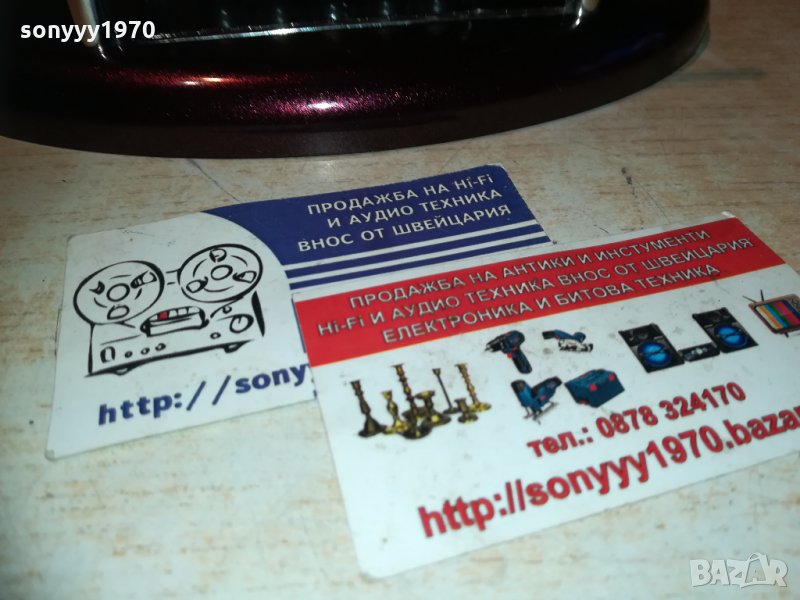 sonyyy1970
ПРОДАЖБА НА Hi-Fi
И АУДИО ТЕХНИКА
ВНОС ОТ ШВЕЙЦАРИЯ
http://sony
ПРОДАЖБА НА АНТИКИ И ИНСТУМЕНТИ
Hi-Fi И АУДИО ТЕХНИКА ВНОС ОТ ШВЕЙЦАРИЯ
ЕЛЕКТРОНИКА И БИТОВА ТЕХНИКА
тел.: 0878 324170
http://sonyyy1970.bazar
BAZAR